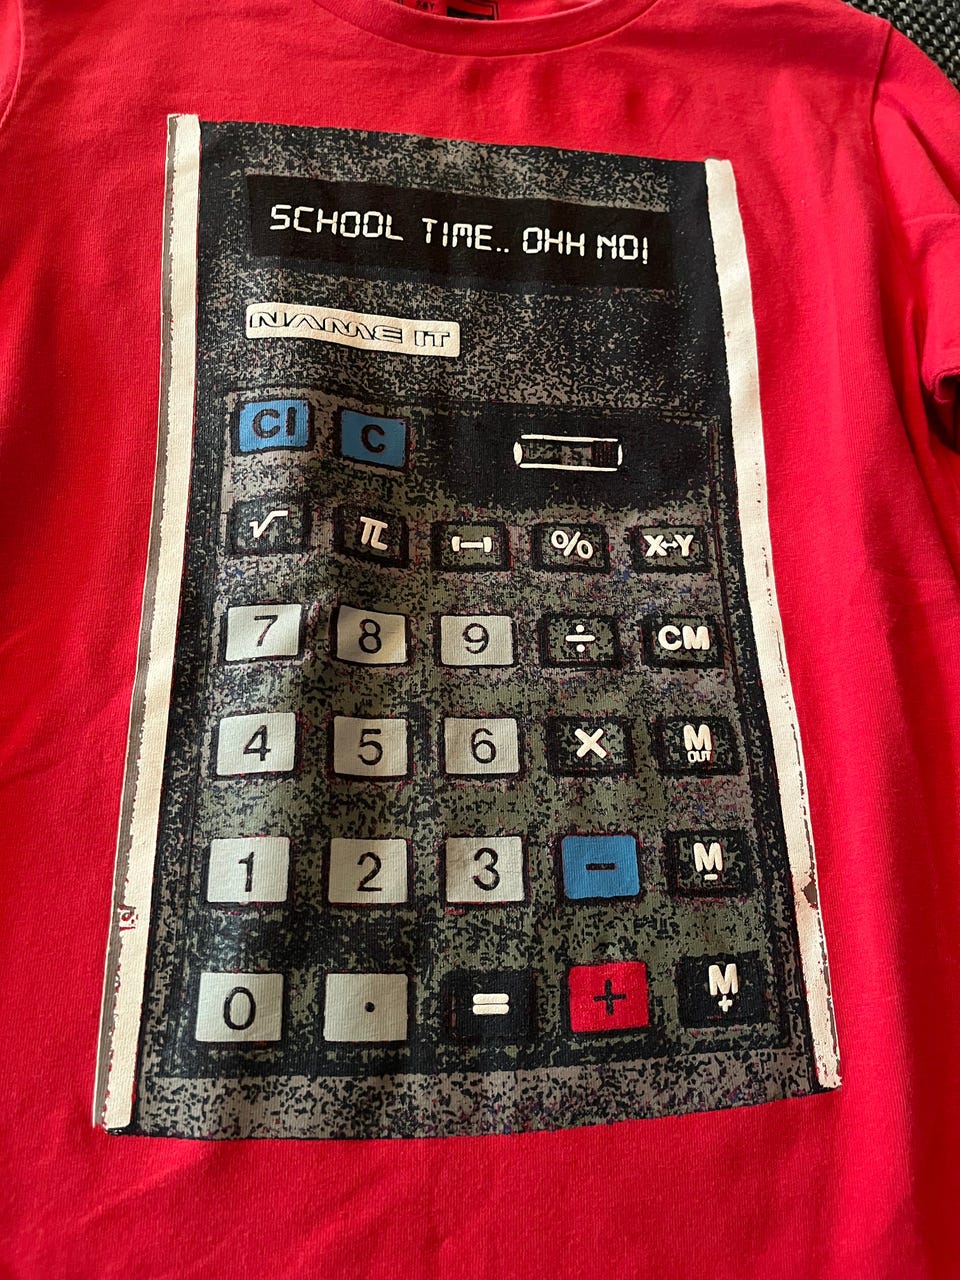 SCHOOL TIME.. OHH NO!
NAME IT
CI C
√ π %  X↔Y
7 8 9 ÷ CM
4 5 6 × M OUT
1 2 3 - M-
0 . = + M+